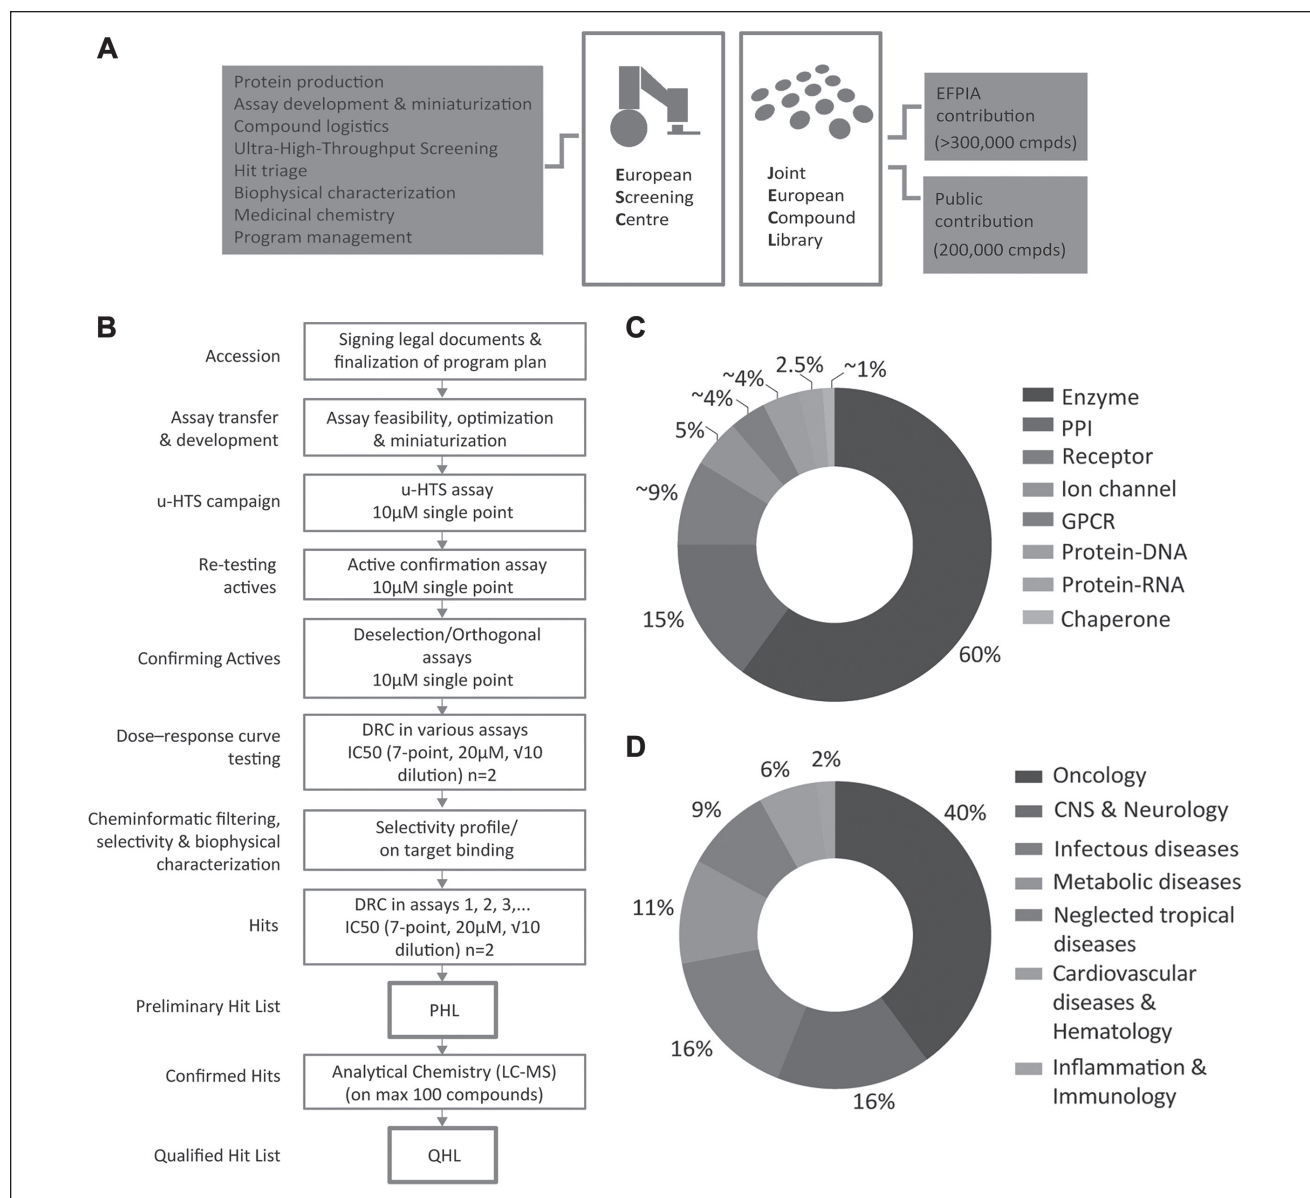 A
Protein production
Assay development & miniaturization
Compound logistics
Ultra-High-Throughput Screening
Hit triage
Biophysical characterization
Medicinal chemistry
Program management
European
Screening
Centre
Joint
European
Compound
Library
EFPIA
contribution
(>300,000 cmpds)
Public
contribution
(200,000 cmpds)
B
Accession
Signing legal documents &
finalization of program plan
Assay transfer
& development
Assay feasibility, optimization
& miniaturization
u-HTS campaign
u-HTS assay
10µM single point
Re-testing
actives
Active confirmation assay
10µM single point
Confirming Actives
Deselection/Orthogonal
assays
10µM single point
Dose–response curve
testing
DRC in various assays
IC50 (7-point, 20µM, √10
dilution) n=2
Cheminformatic filtering,
selectivity & biophysical
characterization
Selectivity profile/
on target binding
Hits
DRC in assays 1, 2, 3,...
IC50 (7-point, 20µM, √10
dilution) n=2
Preliminary Hit List
PHL
Confirmed Hits
Analytical Chemistry (LC-MS)
(on max 100 compounds)
Qualified Hit List
QHL
C
60%
15%
~9%
5%
~4%
~4%
2.5%
~1%
Enzyme
PPI
Receptor
Ion channel
GPCR
Protein-DNA
Protein-RNA
Chaperone
D
40%
16%
16%
11%
9%
6%
2%
Oncology
CNS & Neurology
Infectous diseases
Metabolic diseases
Neglected tropical
diseases
Cardiovascular
diseases &
Hematology
Inflammation &
Immunology